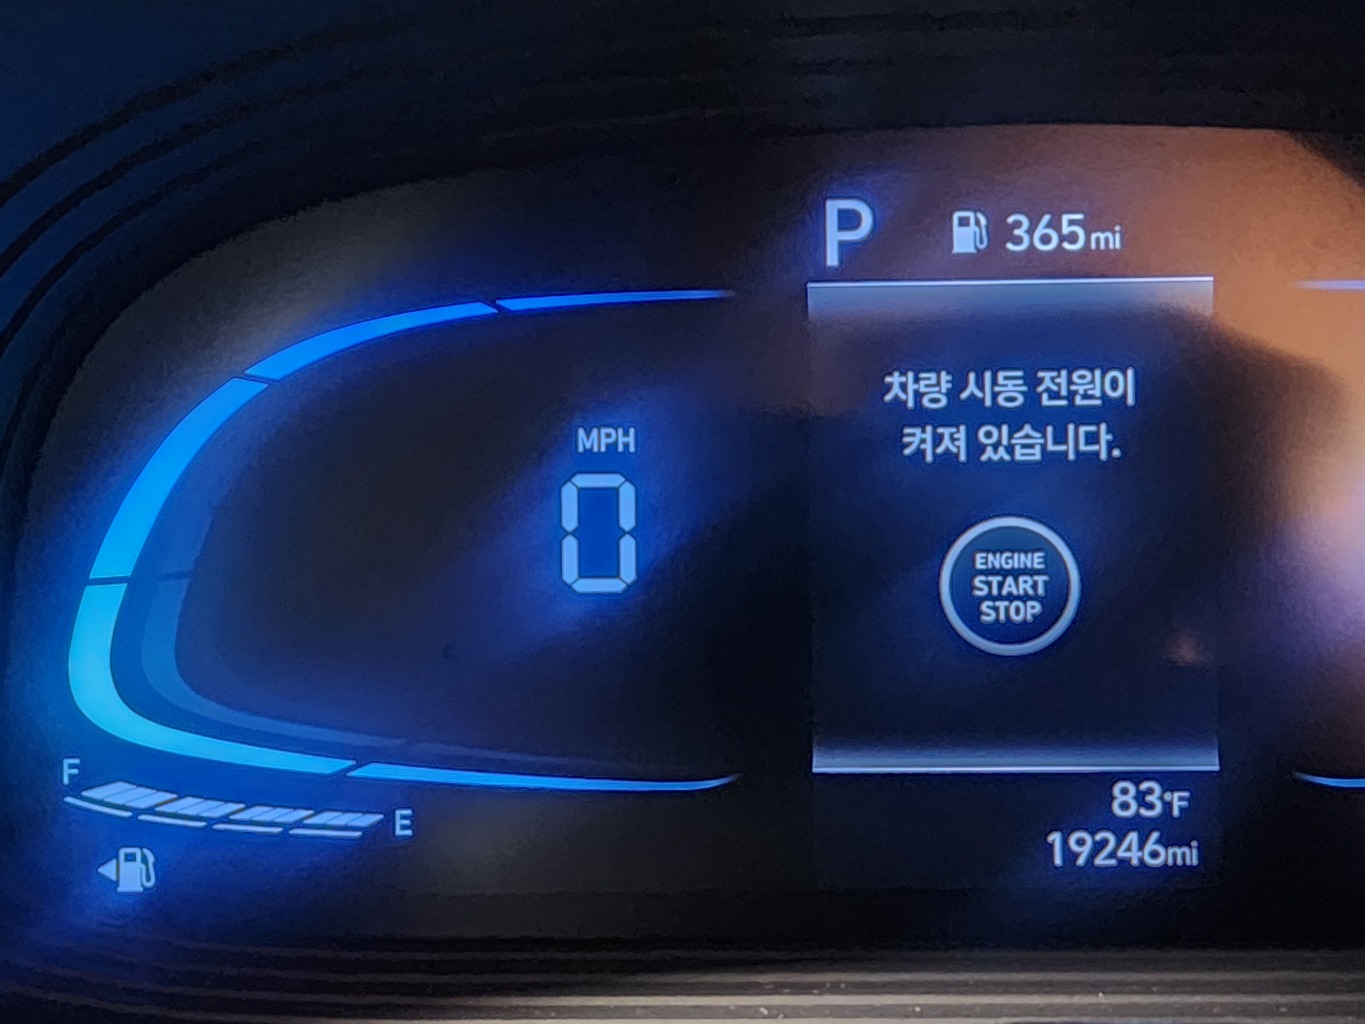 P 365mi
차량 시동 전원이
켜져 있습니다.
MPH
0
ENGINE
START
STOP
F
E
83°F
19246mi